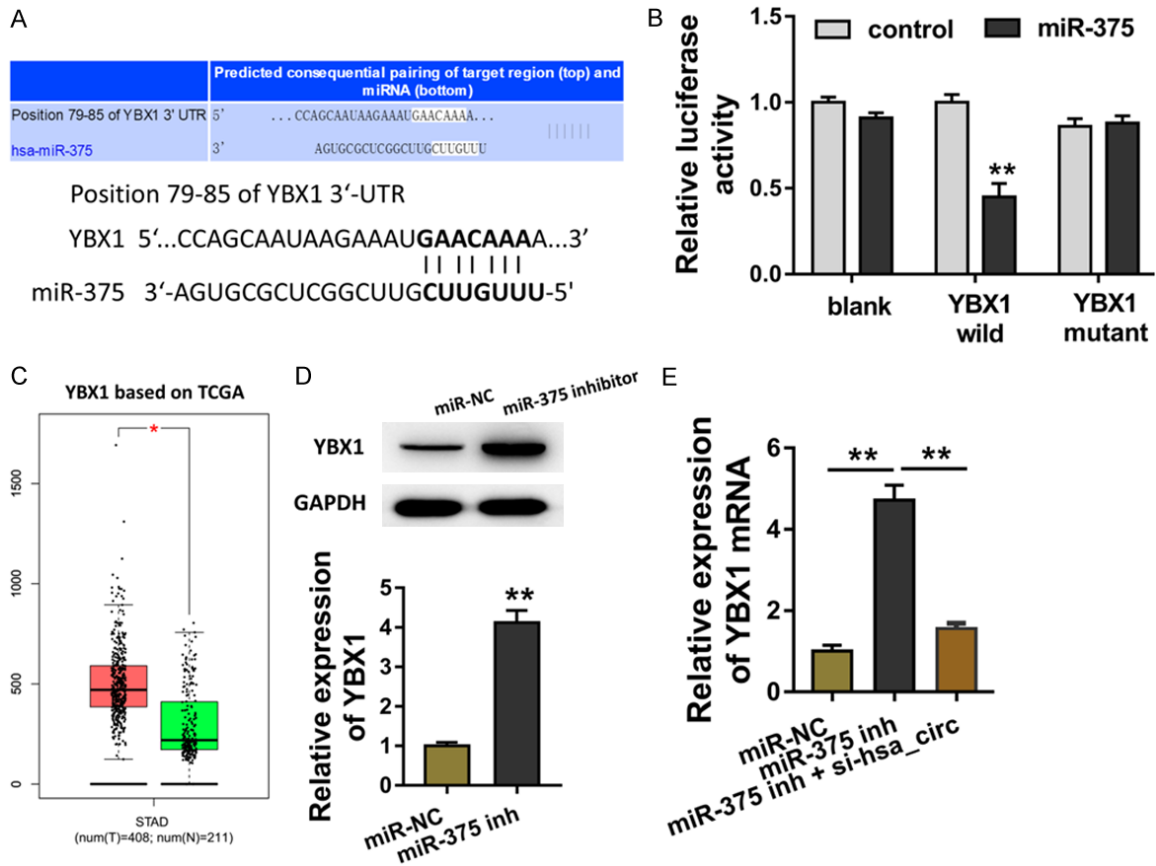 A
Predicted consequential pairing of target region (top) and
miRNA (bottom)
Position 79-85 of YBX1 3' UTR 5' ...CCAGCAAUAAGAAAUGAACAAAA...
||||||
hsa-miR-375 3' AGUGCGCUCGGCUUGCUUGUUU
Position 79-85 of YBX1 3‘-UTR
YBX1 5‘...CCAGCAAUAAGAAAUGAACAAAA...3’
miR-375 3‘-AGUGCGCUCGGCUUGCUUGUUU-5'
B
Relative luciferase
activity
1.5
1.0
0.5
0.0
control
miR-375
**
blank
YBX1
wild
YBX1
mutant
C
YBX1 based on TCGA
*
1500
1000
500
0
STAD
(num(T)=408; num(N)=211)
D
miR-NC
miR-375 inhibitor
YBX1
GAPDH
Relative expression
of YBX1
5
4
3
2
1
0
**
miR-NC
miR-375 inh
E
Relative expression
of YBX1 mRNA
6
4
2
0
**
**
miR-NC
miR-375 inh
miR-375 inh + si-hsa_circ